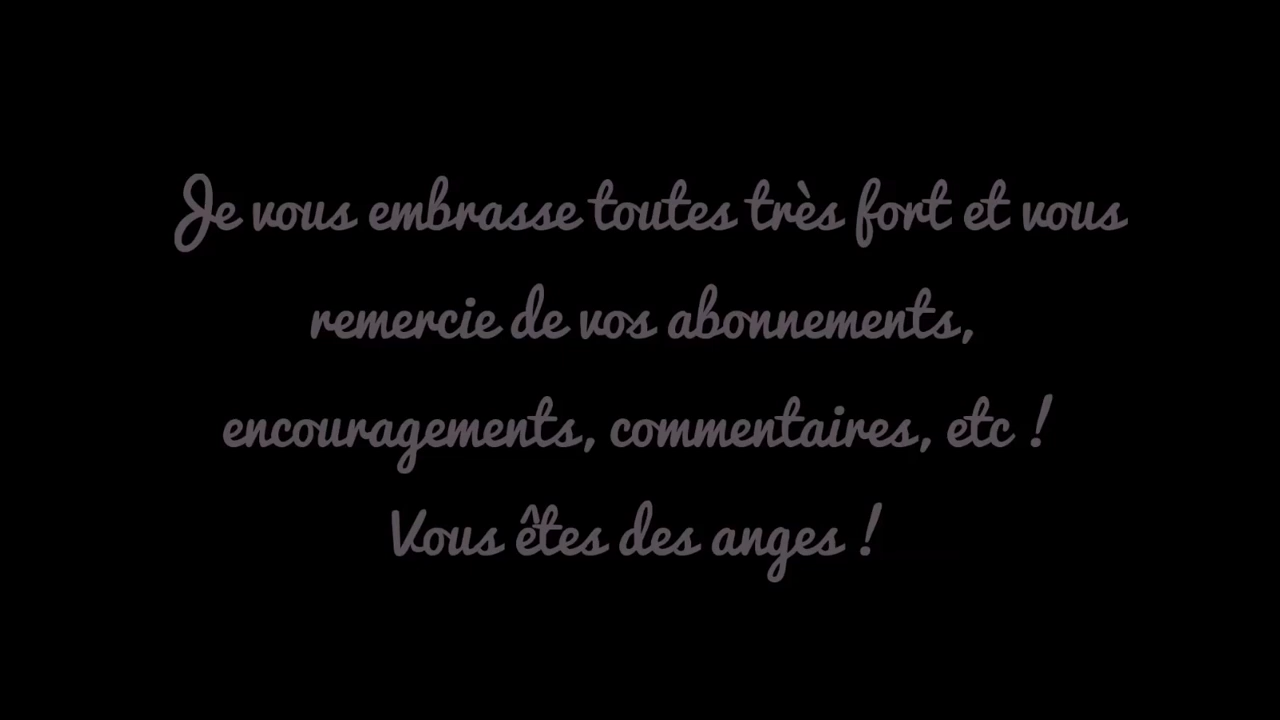 Je vous embrasse toutes très fort et vous
remercie de vos abonnements,
encouragements, commentaires, etc !
Vous êtes des anges !